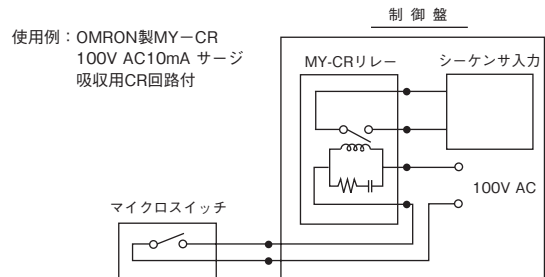 制御盤
使用例：OMRON製MY－CR
100V AC10mA サージ
吸収用CR回路付
MY-CRリレー
シーケンサ入力
100V AC
マイクロスイッチ